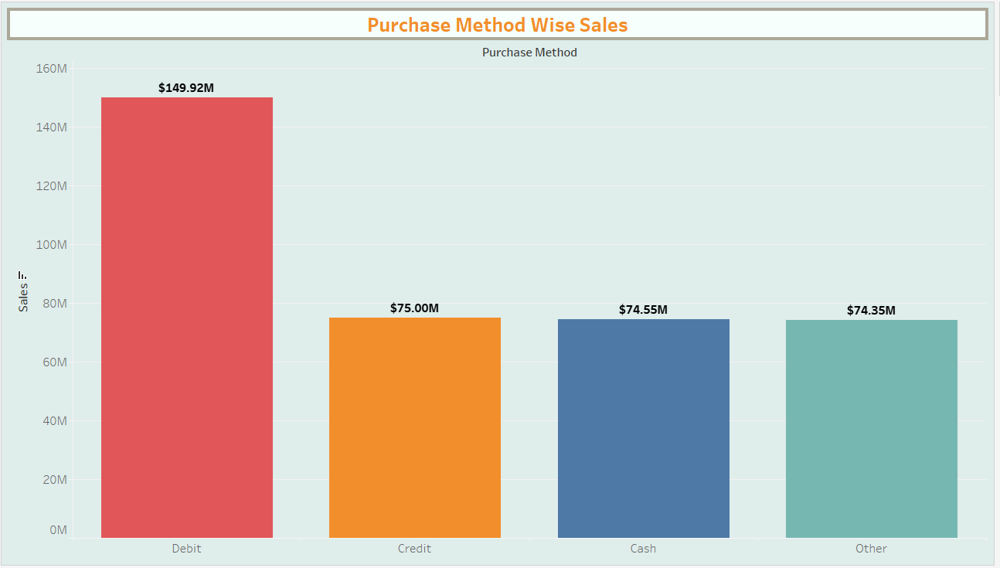 Purchase Method Wise Sales
Purchase Method
160M
140M
120M
100M
80M
60M
40M
20M
0M
Sales
$149.92M
$75.00M
$74.55M
$74.35M
Debit
Credit
Cash
Other